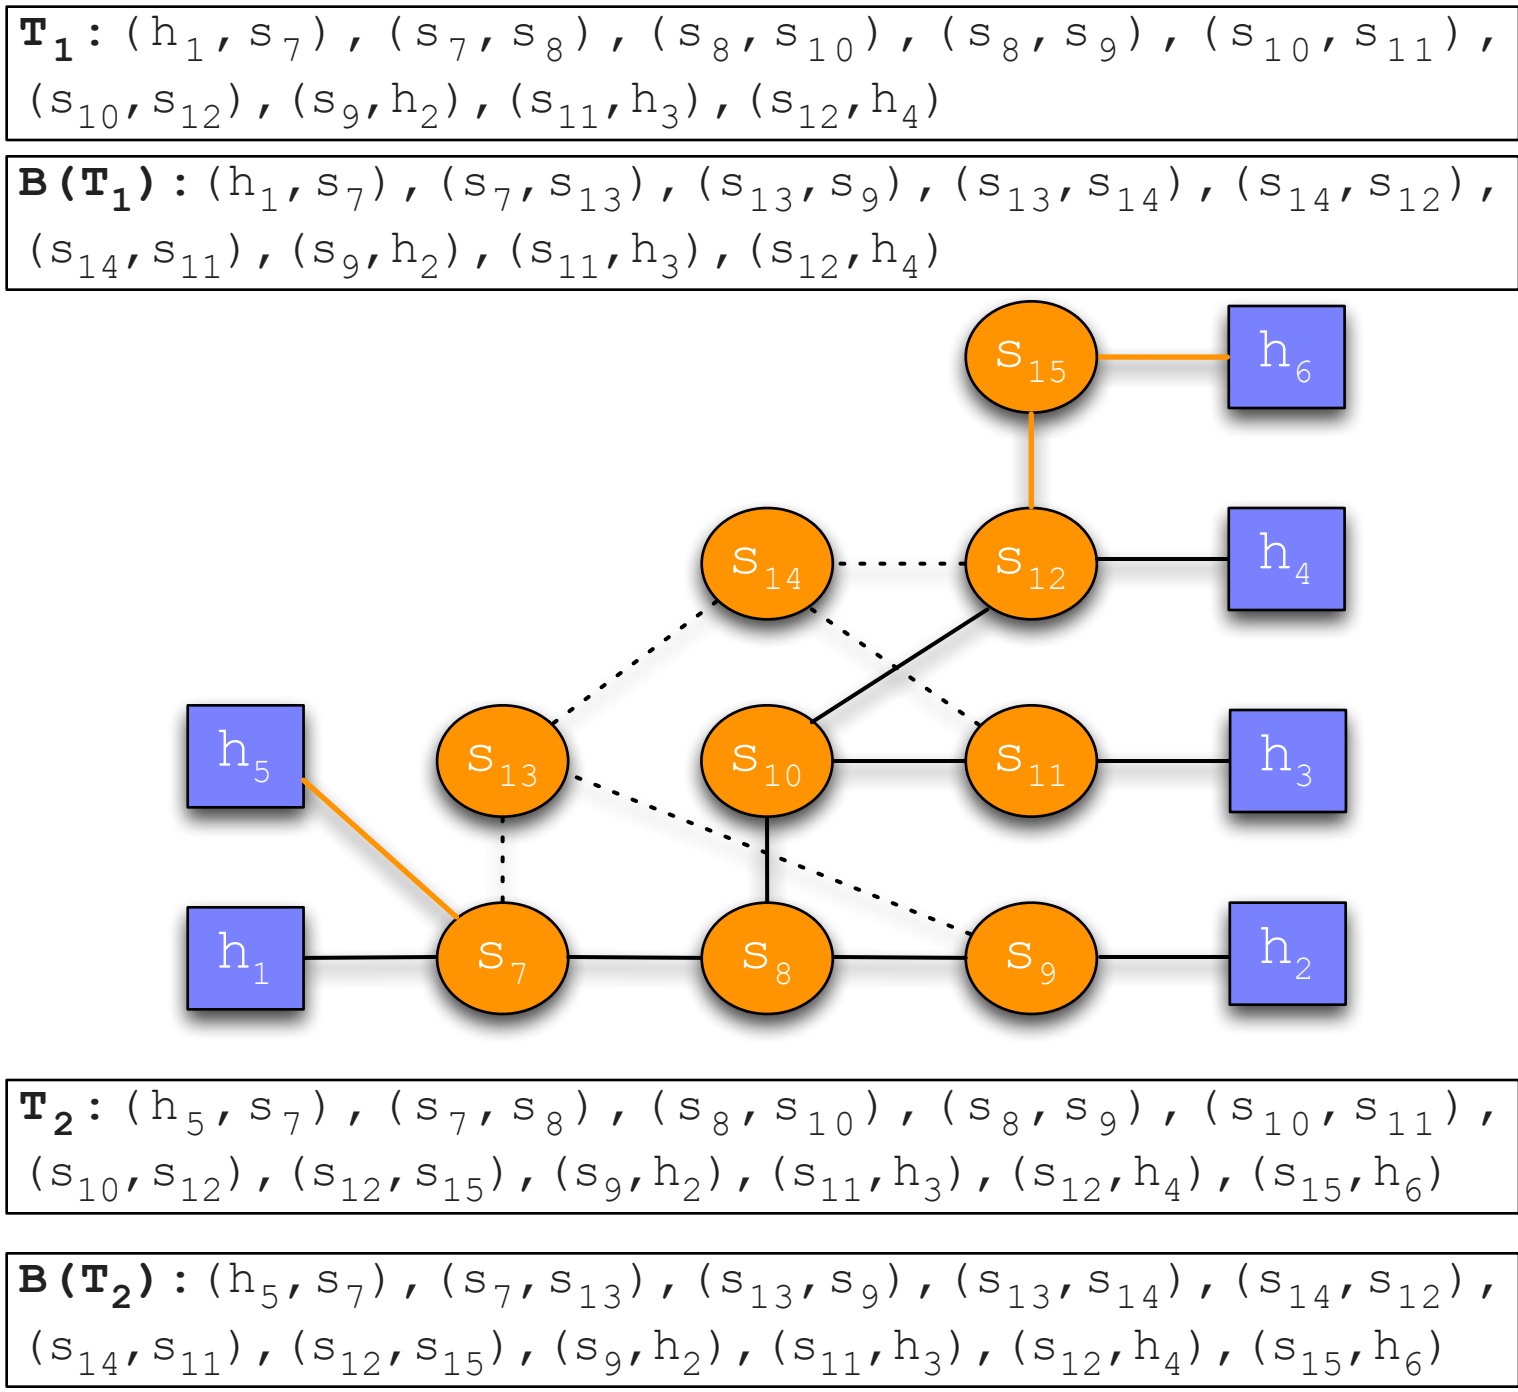 T₁: (h₁,s₇),(s₇,s₈),(s₈,s₁₀),(s₈,s₉),(s₁₀,s₁₁),
(s₁₀,s₁₂),(s₉,h₂),(s₁₁,h₃),(s₁₂,h₄)
B(T₁):(h₁,s₇),(s₇,s₁₃),(s₁₃,s₉),(s₁₃,s₁₄),(s₁₄,s₁₂),
(s₁₄,s₁₁),(s₉,h₂),(s₁₁,h₃),(s₁₂,h₄)
s₁₅ h₆
s₁₄ s₁₂ h₄
h₅ s₁₃ s₁₀ s₁₁ h₃
h₁ s₇ s₈ s₉ h₂
T₂: (h₅,s₇),(s₇,s₈),(s₈,s₁₀),(s₈,s₉),(s₁₀,s₁₁),
(s₁₀,s₁₂),(s₁₂,s₁₅),(s₉,h₂),(s₁₁,h₃),(s₁₂,h₄),(s₁₅,h₆)
B(T₂):(h₅,s₇),(s₇,s₁₃),(s₁₃,s₉),(s₁₃,s₁₄),(s₁₄,s₁₂),
(s₁₄,s₁₁),(s₁₂,s₁₅),(s₉,h₂),(s₁₁,h₃),(s₁₂,h₄),(s₁₅,h₆)